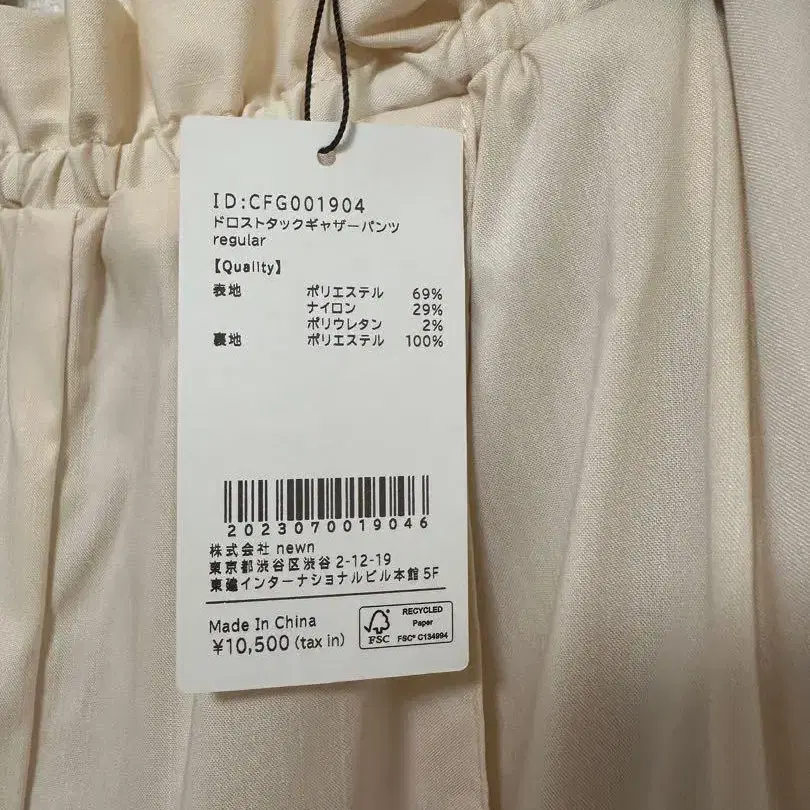 ID:CFG001904
ドロストタックギャザーパンツ
regular
【Quality】
表地 ポリエステル 69%
ナイロン 29%
ポリウレタン 2%
裏地 ポリエステル 100%
2023070019046
株式会社 newn
東京都渋谷区渋谷 2-12-19
東建インターナショナルビル本館 5F
Made In China
¥10,500 (tax in)
FSC
RECYCLED
Paper
FSC® C134994